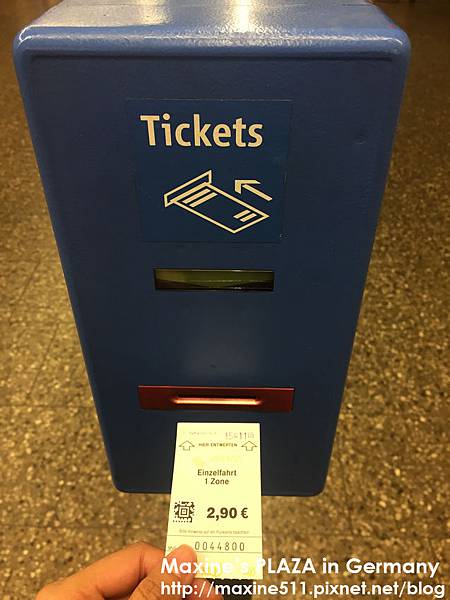 Tickets
HIER ENTWERTEN
Einzelfahrt
1 Zone
2,90 €
0044800
Maxine's PLAZA in Germany
http://maxine511.pixnet.net/blog